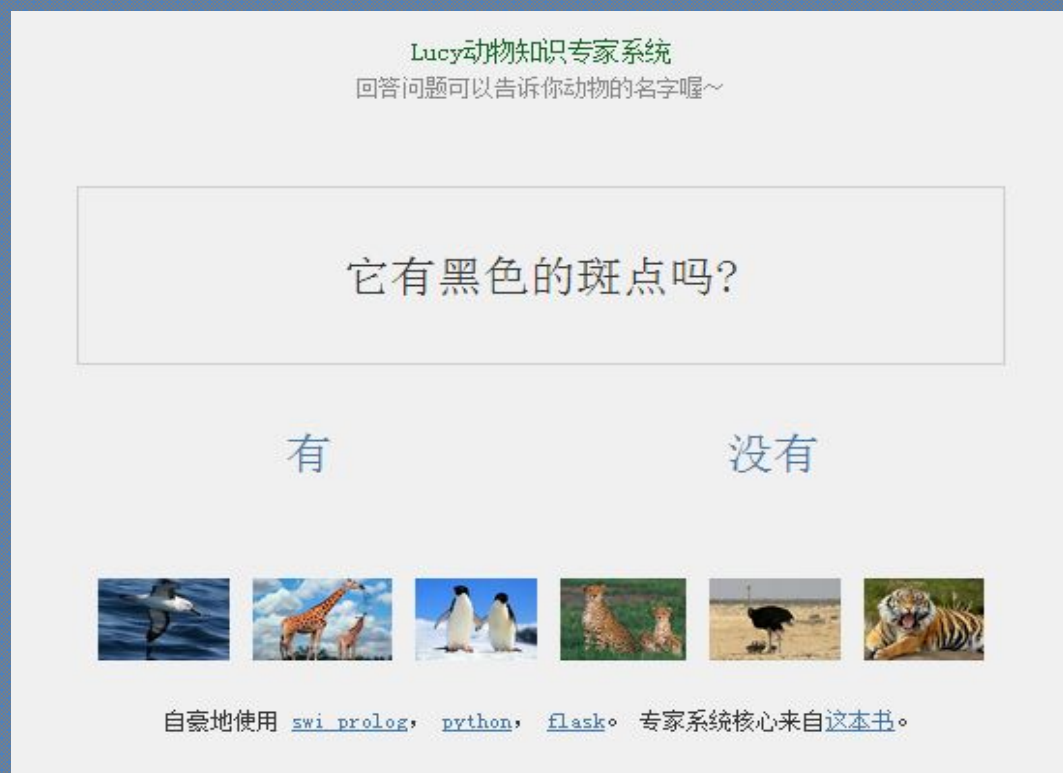 Lucy动物知识专家系统
回答问题可以告诉你动物的名字喔～
它有黑色的斑点吗?
有
没有
自豪地使用 swi prolog, python, flask。 专家系统核心来自这本书。